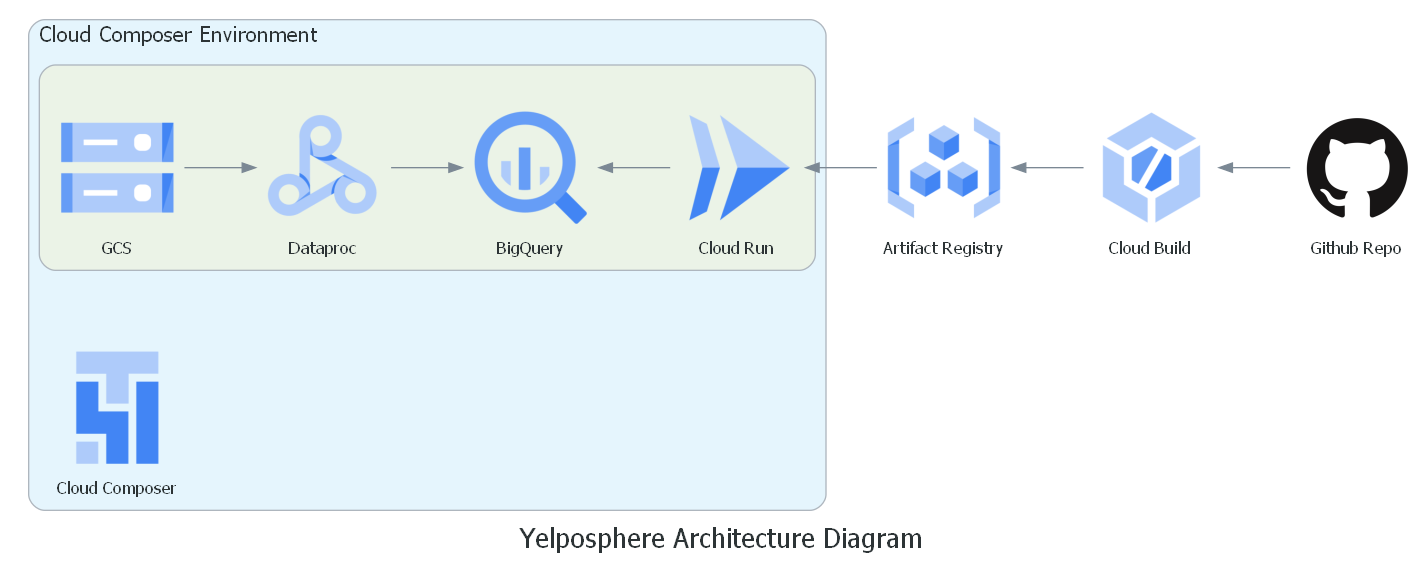 Cloud Composer Environment
GCS
Dataproc
BigQuery
Cloud Run
Artifact Registry
Cloud Build
Github Repo
Cloud Composer
Yelposphere Architecture Diagram